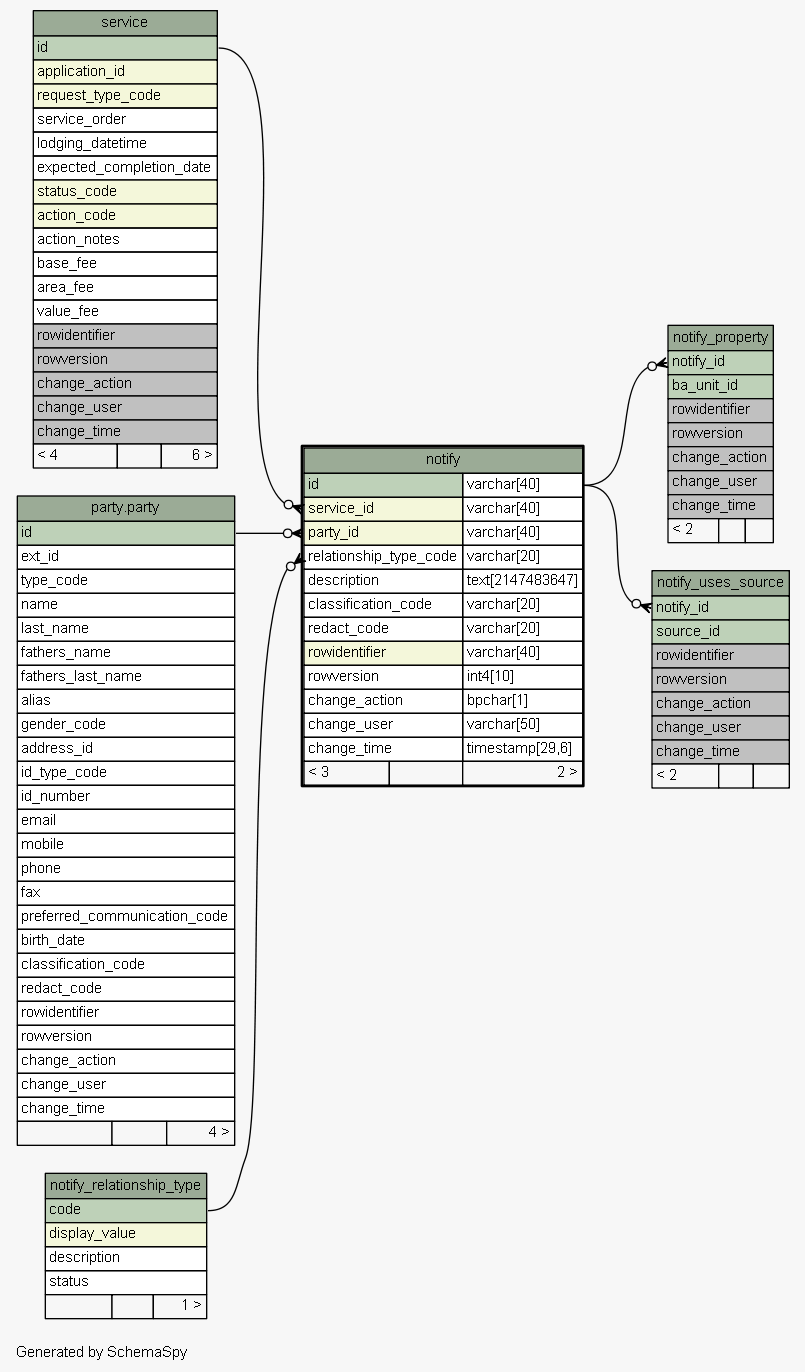 service
id
application_id
request_type_code
service_order
lodging_datetime
expected_completion_date
status_code
action_code
action_notes
base_fee
area_fee
value_fee
rowidentifier
rowversion
change_action
change_user
change_time
< 4 6 >
party.party
id
ext_id
type_code
name
last_name
fathers_name
fathers_last_name
alias
gender_code
address_id
id_type_code
id_number
email
mobile
phone
fax
preferred_communication_code
birth_date
classification_code
redact_code
rowidentifier
rowversion
change_action
change_user
change_time
4 >
notify_relationship_type
code
display_value
description
status
1 >
notify
id varchar[40]
service_id varchar[40]
party_id varchar[40]
relationship_type_code varchar[20]
description text[2147483647]
classification_code varchar[20]
redact_code varchar[20]
rowidentifier varchar[40]
rowversion int4[10]
change_action bpchar[1]
change_user varchar[50]
change_time timestamp[29,6]
< 3 2 >
notify_property
notify_id
ba_unit_id
rowidentifier
rowversion
change_action
change_user
change_time
< 2
notify_uses_source
notify_id
source_id
rowidentifier
rowversion
change_action
change_user
change_time
< 2
Generated by SchemaSpy